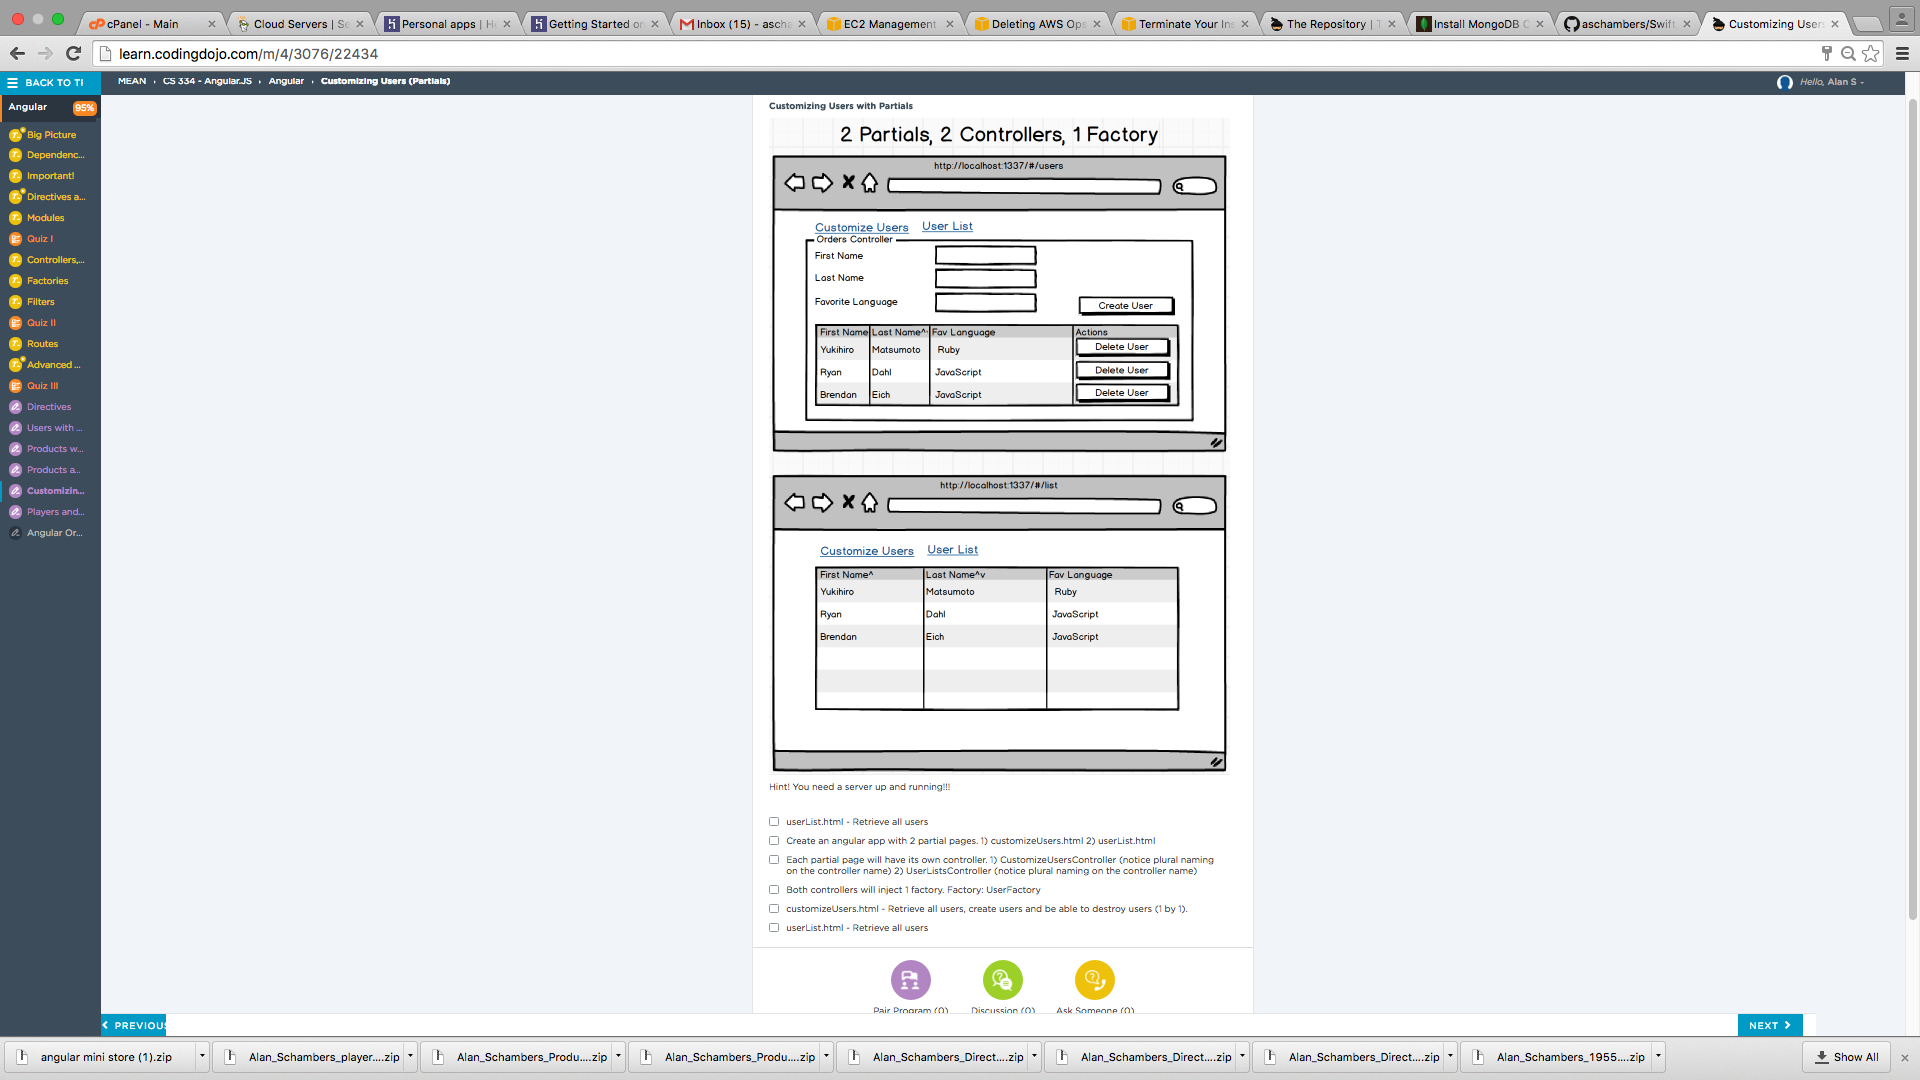 cPanel - Main
Cloud Servers | S
Personal apps | H
Getting Started on
Inbox (15) - ascha
EC2 Management
Deleting AWS Ops
Terminate Your Ins
The Repository | T
Install MongoDB C
aschambers/Swift
Customizing User
learn.codingdojo.com/m/4/3076/22434
BACK TO TI
MEAN › CS 334 - Angular.JS › Angular › Customizing Users (Partials)
Hello, Alan S
Angular 95%
Big Picture
Dependenc...
Important!
Directives a...
Modules
Quiz I
Controllers,...
Factories
Filters
Quiz II
Routes
Advanced ...
Quiz III
Directives
Users with ...
Products w...
Products a...
Customizin...
Players and...
Angular Or...
Customizing Users with Partials
2 Partials, 2 Controllers, 1 Factory
http://localhost:1337/#/users
Customize Users User List
Orders Controller
First Name
Last Name
Favorite Language
Create User
First Name Last Name^ Fav Language Actions
Yukihiro Matsumoto Ruby Delete User
Ryan Dahl JavaScript Delete User
Brendan Eich JavaScript Delete User
http://localhost:1337/#/list
Customize Users User List
First Name^ Last Name^v Fav Language
Yukihiro Matsumoto Ruby
Ryan Dahl JavaScript
Brendan Eich JavaScript
Hint! You need a server up and running!!!
userList.html - Retrieve all users
Create an angular app with 2 partial pages. 1) customizeUsers.html 2) userList.html
Each partial page will have its own controller. 1) CustomizeUsersController (notice plural naming
on the controller name) 2) UserListsController (notice plural naming on the controller name)
Both controllers will inject 1 factory. Factory: UserFactory
customizeUsers.html - Retrieve all users, create users and be able to destroy users (1 by 1).
userList.html - Retrieve all users
Pair Program (0) Discussion (0) Ask Someone (0)
PREVIOUS
NEXT
angular mini store (1).zip
Alan_Schambers_player....zip
Alan_Schambers_Produ....zip
Alan_Schambers_Produ....zip
Alan_Schambers_Direct....zip
Alan_Schambers_Direct....zip
Alan_Schambers_Direct....zip
Alan_Schambers_1955....zip
Show All